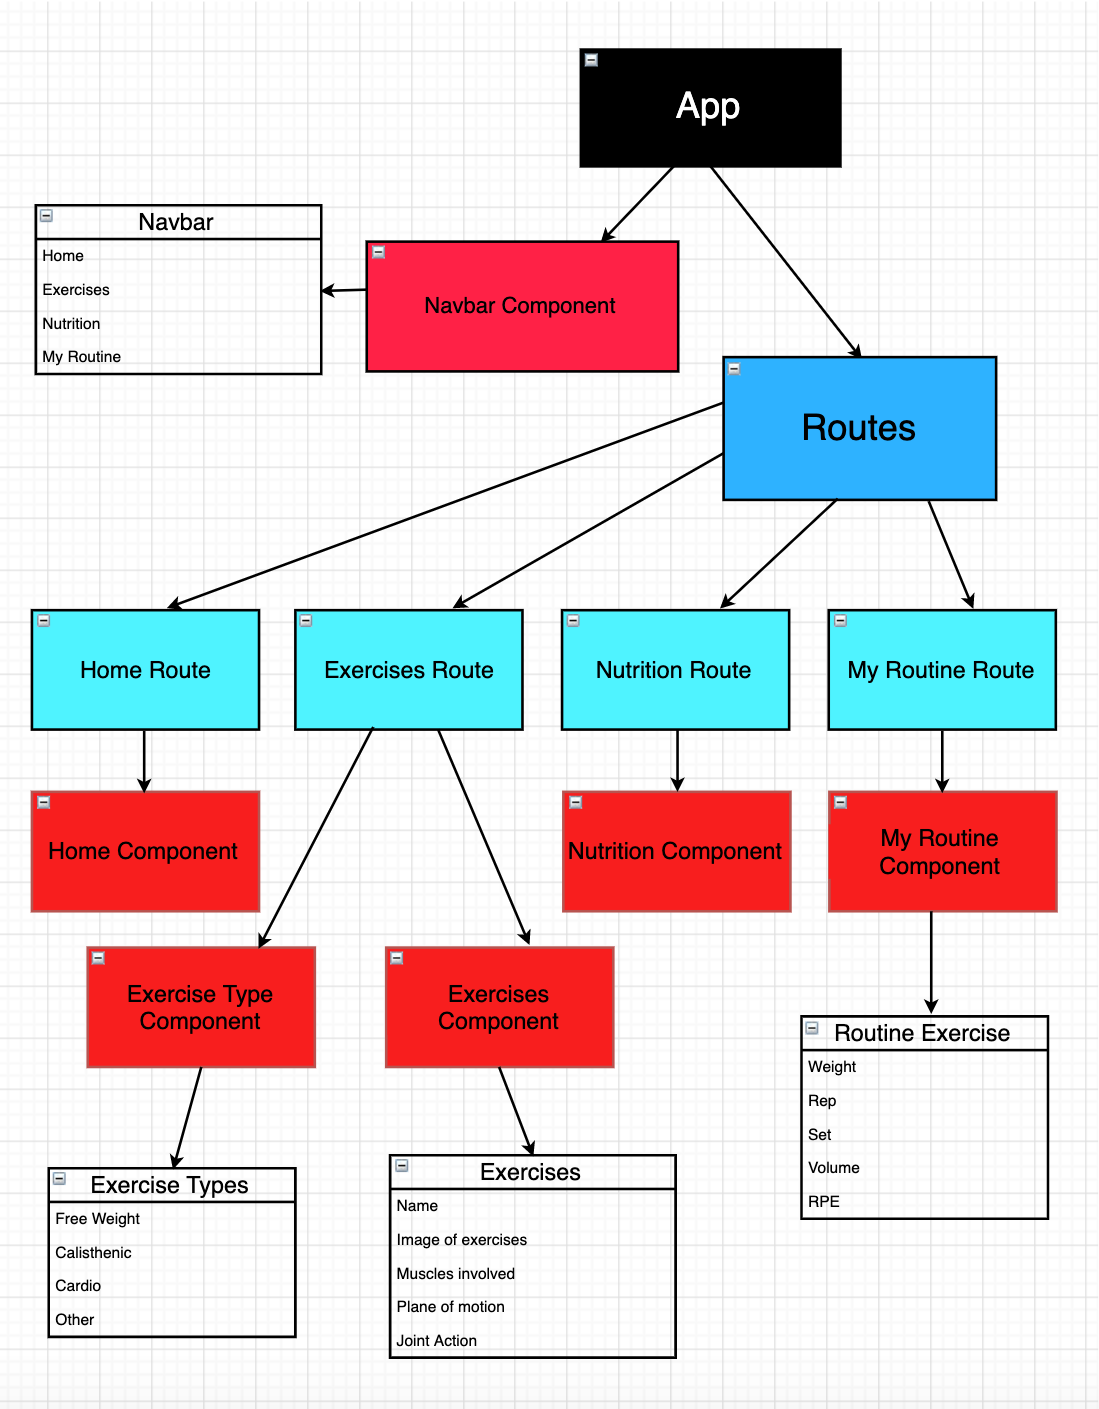 App
Navbar
Home
Exercises
Nutrition
My Routine
Navbar Component
Routes
Home Route
Exercises Route
Nutrition Route
My Routine Route
Home Component
Nutrition Component
My Routine
Component
Exercise Type
Component
Exercises
Component
Routine Exercise
Weight
Rep
Set
Volume
RPE
Exercise Types
Free Weight
Calisthenic
Cardio
Other
Exercises
Name
Image of exercises
Muscles involved
Plane of motion
Joint Action